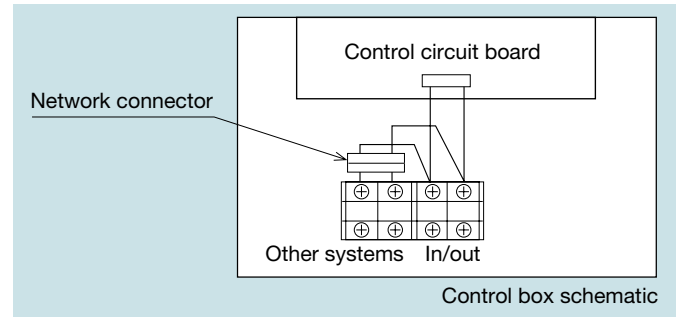 Control circuit board
Network connector
Other systems In/out
Control box schematic